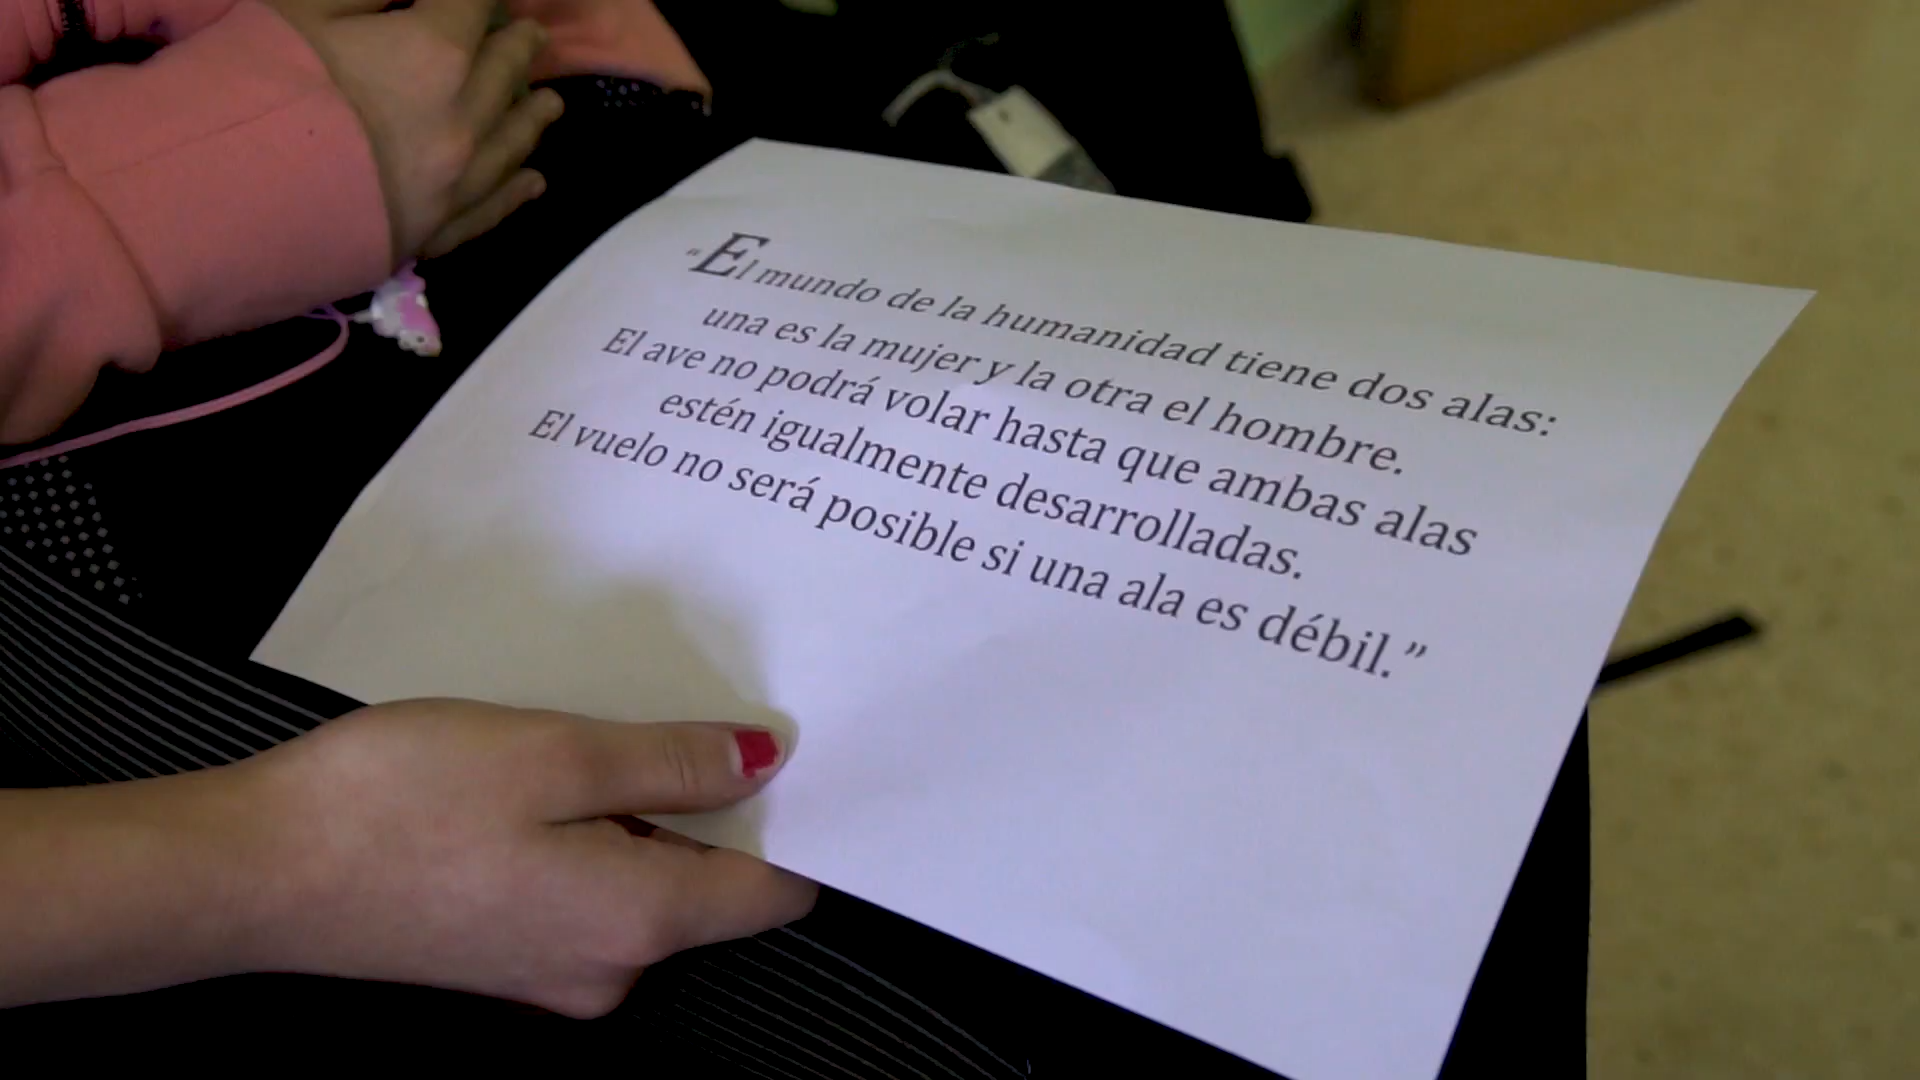 “El mundo de la humanidad tiene dos alas:
una es la mujer y la otra el hombre.
El ave no podrá volar hasta que ambas alas
estén igualmente desarrolladas.
El vuelo no será posible si una ala es débil.”